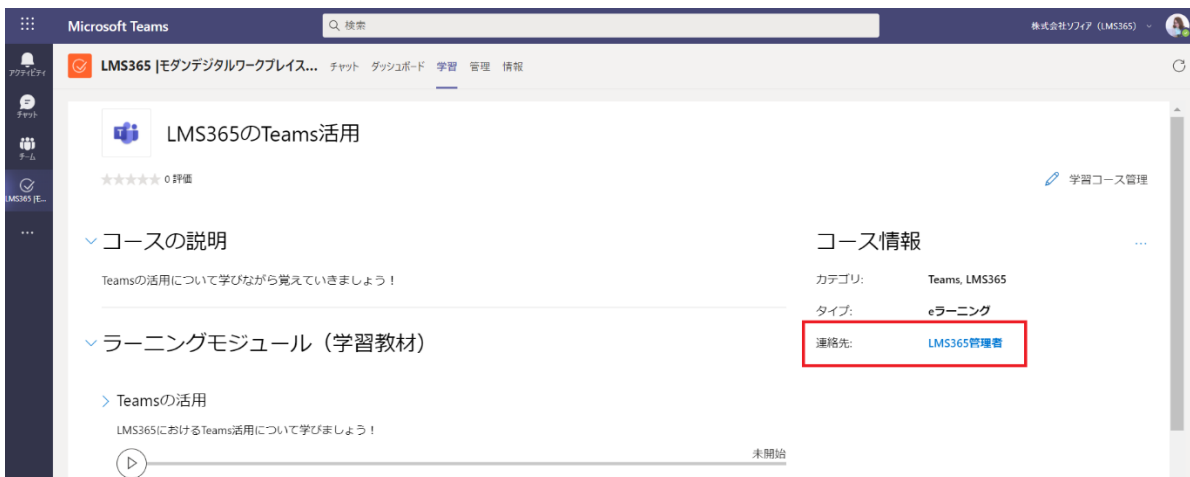 Microsoft Teams
検索
株式会社ソフィア (LMS365)
アクティビティ
チャット
チーム
LMS365 |E...
LMS365 |モダンデジタルワークプレイス... チャット ダッシュボード 学習 管理 情報
LMS365のTeams活用
0 評価
学習コース管理
コースの説明
Teamsの活用について学びながら覚えていきましょう！
ラーニングモジュール（学習教材）
Teamsの活用
LMS365におけるTeams活用について学びましょう！
未開始
コース情報
...
カテゴリ: Teams, LMS365
タイプ: eラーニング
連絡先: LMS365管理者